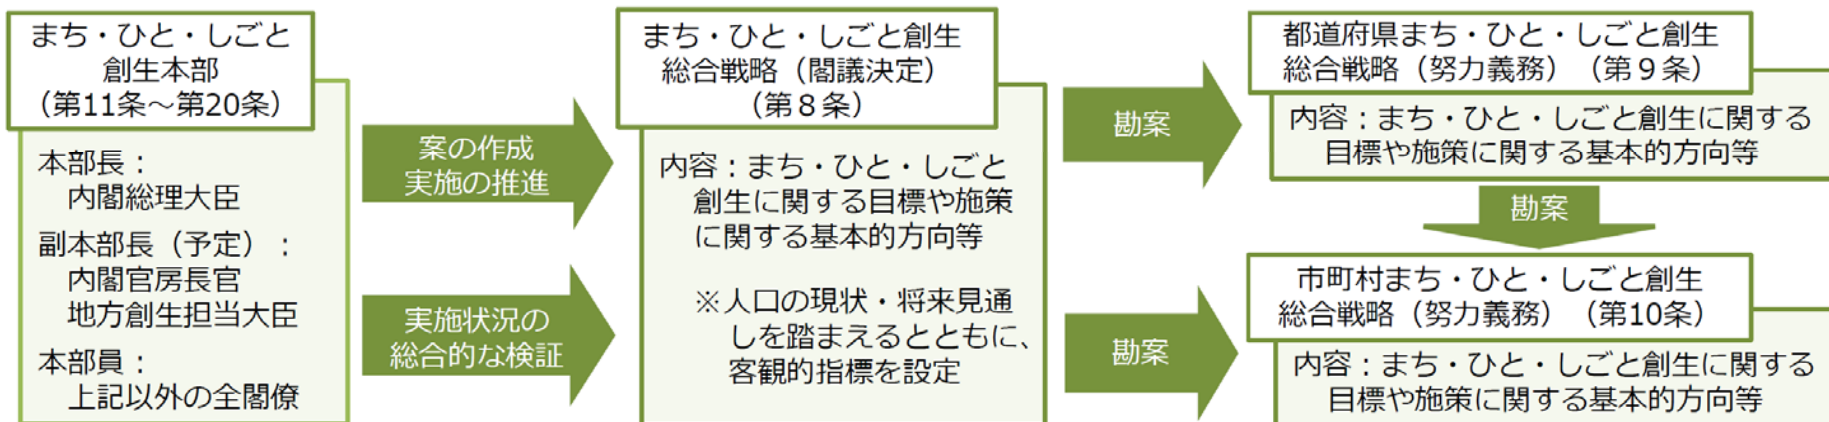 まち・ひと・しごと
創生本部
（第11条～第20条）
本部長：
内閣総理大臣
副本部長（予定）：
内閣官房長官
地方創生担当大臣
本部員：
上記以外の全閣僚
案の作成
実施の推進
実施状況の
総合的な検証
まち・ひと・しごと創生
総合戦略（閣議決定）
（第８条）
内容：まち・ひと・しごと
創生に関する目標や施策
に関する基本的方向等
※人口の現状・将来見通
しを踏まえるとともに、
客観的指標を設定
勘案
勘案
都道府県まち・ひと・しごと創生
総合戦略（努力義務）（第９条）
内容：まち・ひと・しごと創生に関する
目標や施策に関する基本的方向等
勘案
市町村まち・ひと・しごと創生
総合戦略（努力義務）（第10条）
内容：まち・ひと・しごと創生に関する
目標や施策に関する基本的方向等